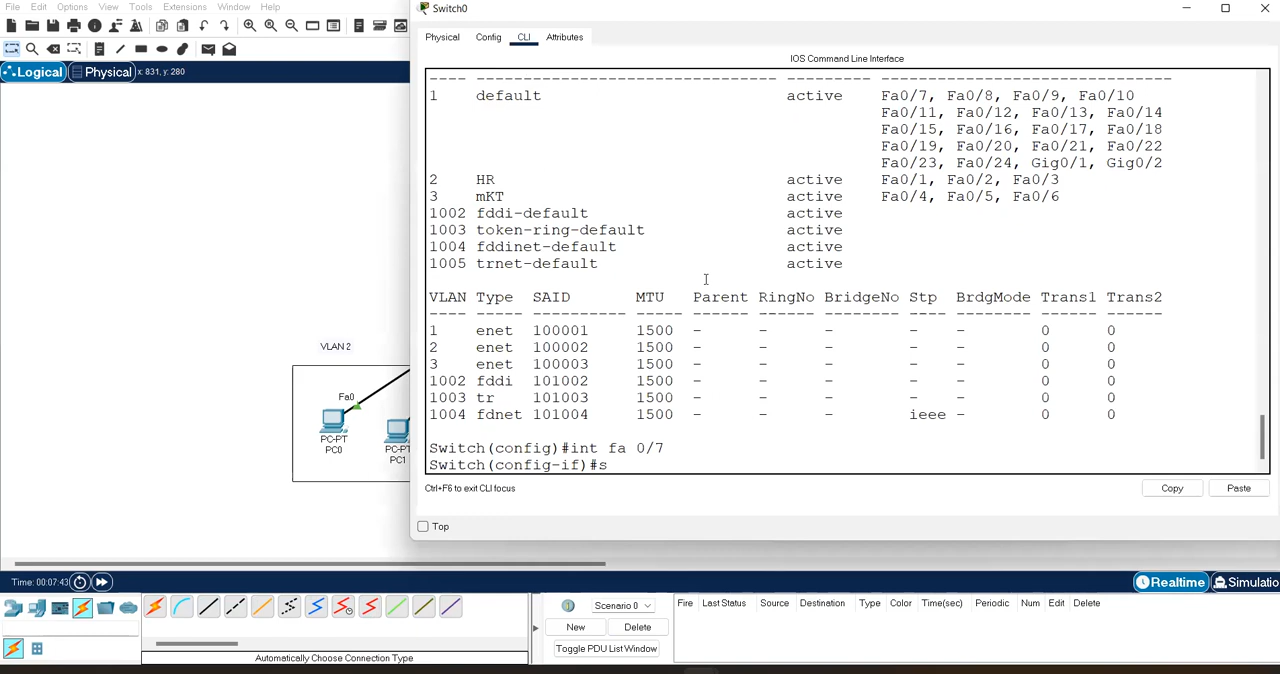 File Edit Options View Tools Extensions Window Help
Switch0
Physical Config CLI Attributes
Logical Physical x: 831, y: 280
IOS Command Line Interface
---- -------------------------------- --------- -------------------------------
1 default active Fa0/7, Fa0/8, Fa0/9, Fa0/10
Fa0/11, Fa0/12, Fa0/13, Fa0/14
Fa0/15, Fa0/16, Fa0/17, Fa0/18
Fa0/19, Fa0/20, Fa0/21, Fa0/22
Fa0/23, Fa0/24, Gig0/1, Gig0/2
2 HR active Fa0/1, Fa0/2, Fa0/3
3 mKT active Fa0/4, Fa0/5, Fa0/6
1002 fddi-default active
1003 token-ring-default active
1004 fddinet-default active
1005 trnet-default active
VLAN Type SAID MTU Parent RingNo BridgeNo Stp BrdgMode Trans1 Trans2
---- ----- ---------- ----- ------ ------ -------- ---- -------- ------ ------
1 enet 100001 1500 - - - - - 0 0
2 enet 100002 1500 - - - - - 0 0
3 enet 100003 1500 - - - - - 0 0
1002 fddi 101002 1500 - - - - - 0 0
1003 tr 101003 1500 - - - - - 0 0
1004 fdnet 101004 1500 - - - ieee - 0 0
Switch(config)#int fa 0/7
Switch(config-if)#s
VLAN 2
Fa0
PC-PT
PC0
PC-PT
PC1
Ctrl+F6 to exit CLI focus
Copy Paste
Top
Time: 00:07:43
Realtime Simulatio
Scenario 0
New Delete
Toggle PDU List Window
Fire Last Status Source Destination Type Color Time(sec) Periodic Num Edit Delete
Automatically Choose Connection Type